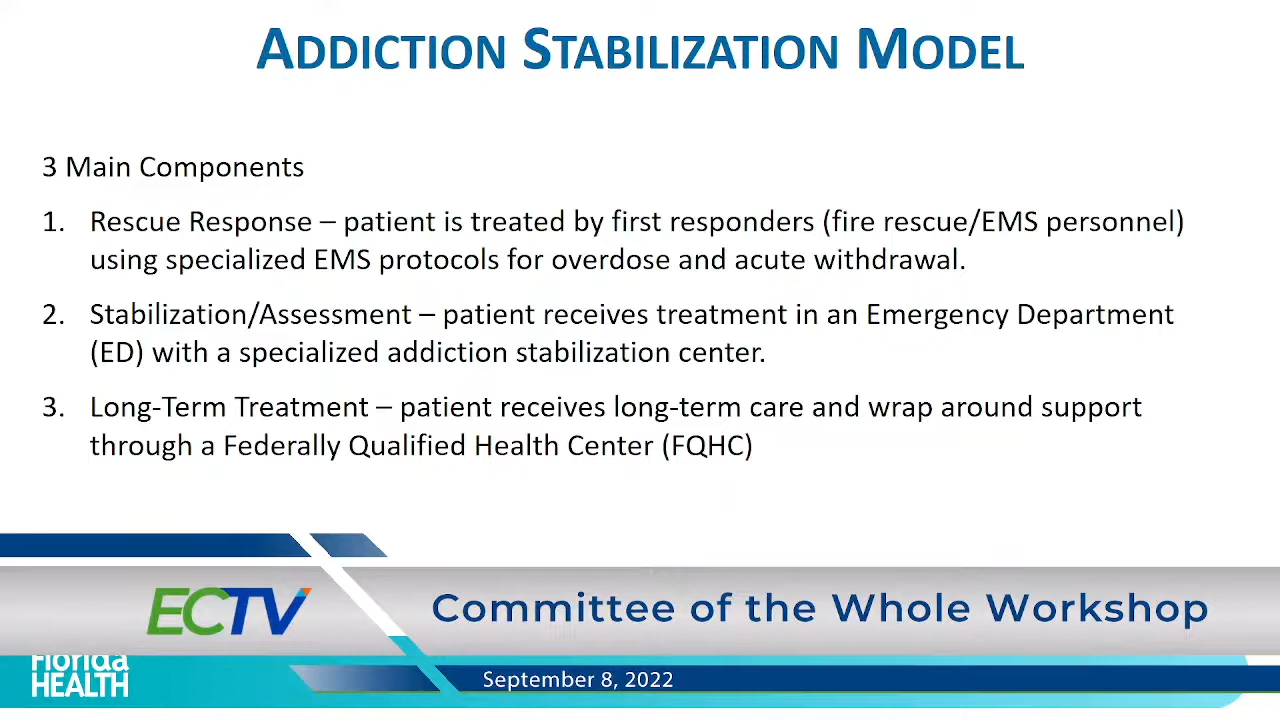 ADDICTION STABILIZATION MODEL
3 Main Components
1. Rescue Response – patient is treated by first responders (fire rescue/EMS personnel)
using specialized EMS protocols for overdose and acute withdrawal.
2. Stabilization/Assessment – patient receives treatment in an Emergency Department
(ED) with a specialized addiction stabilization center.
3. Long-Term Treatment – patient receives long-term care and wrap around support
through a Federally Qualified Health Center (FQHC)
ECTV
Committee of the Whole Workshop
Florida
HEALTH
September 8, 2022